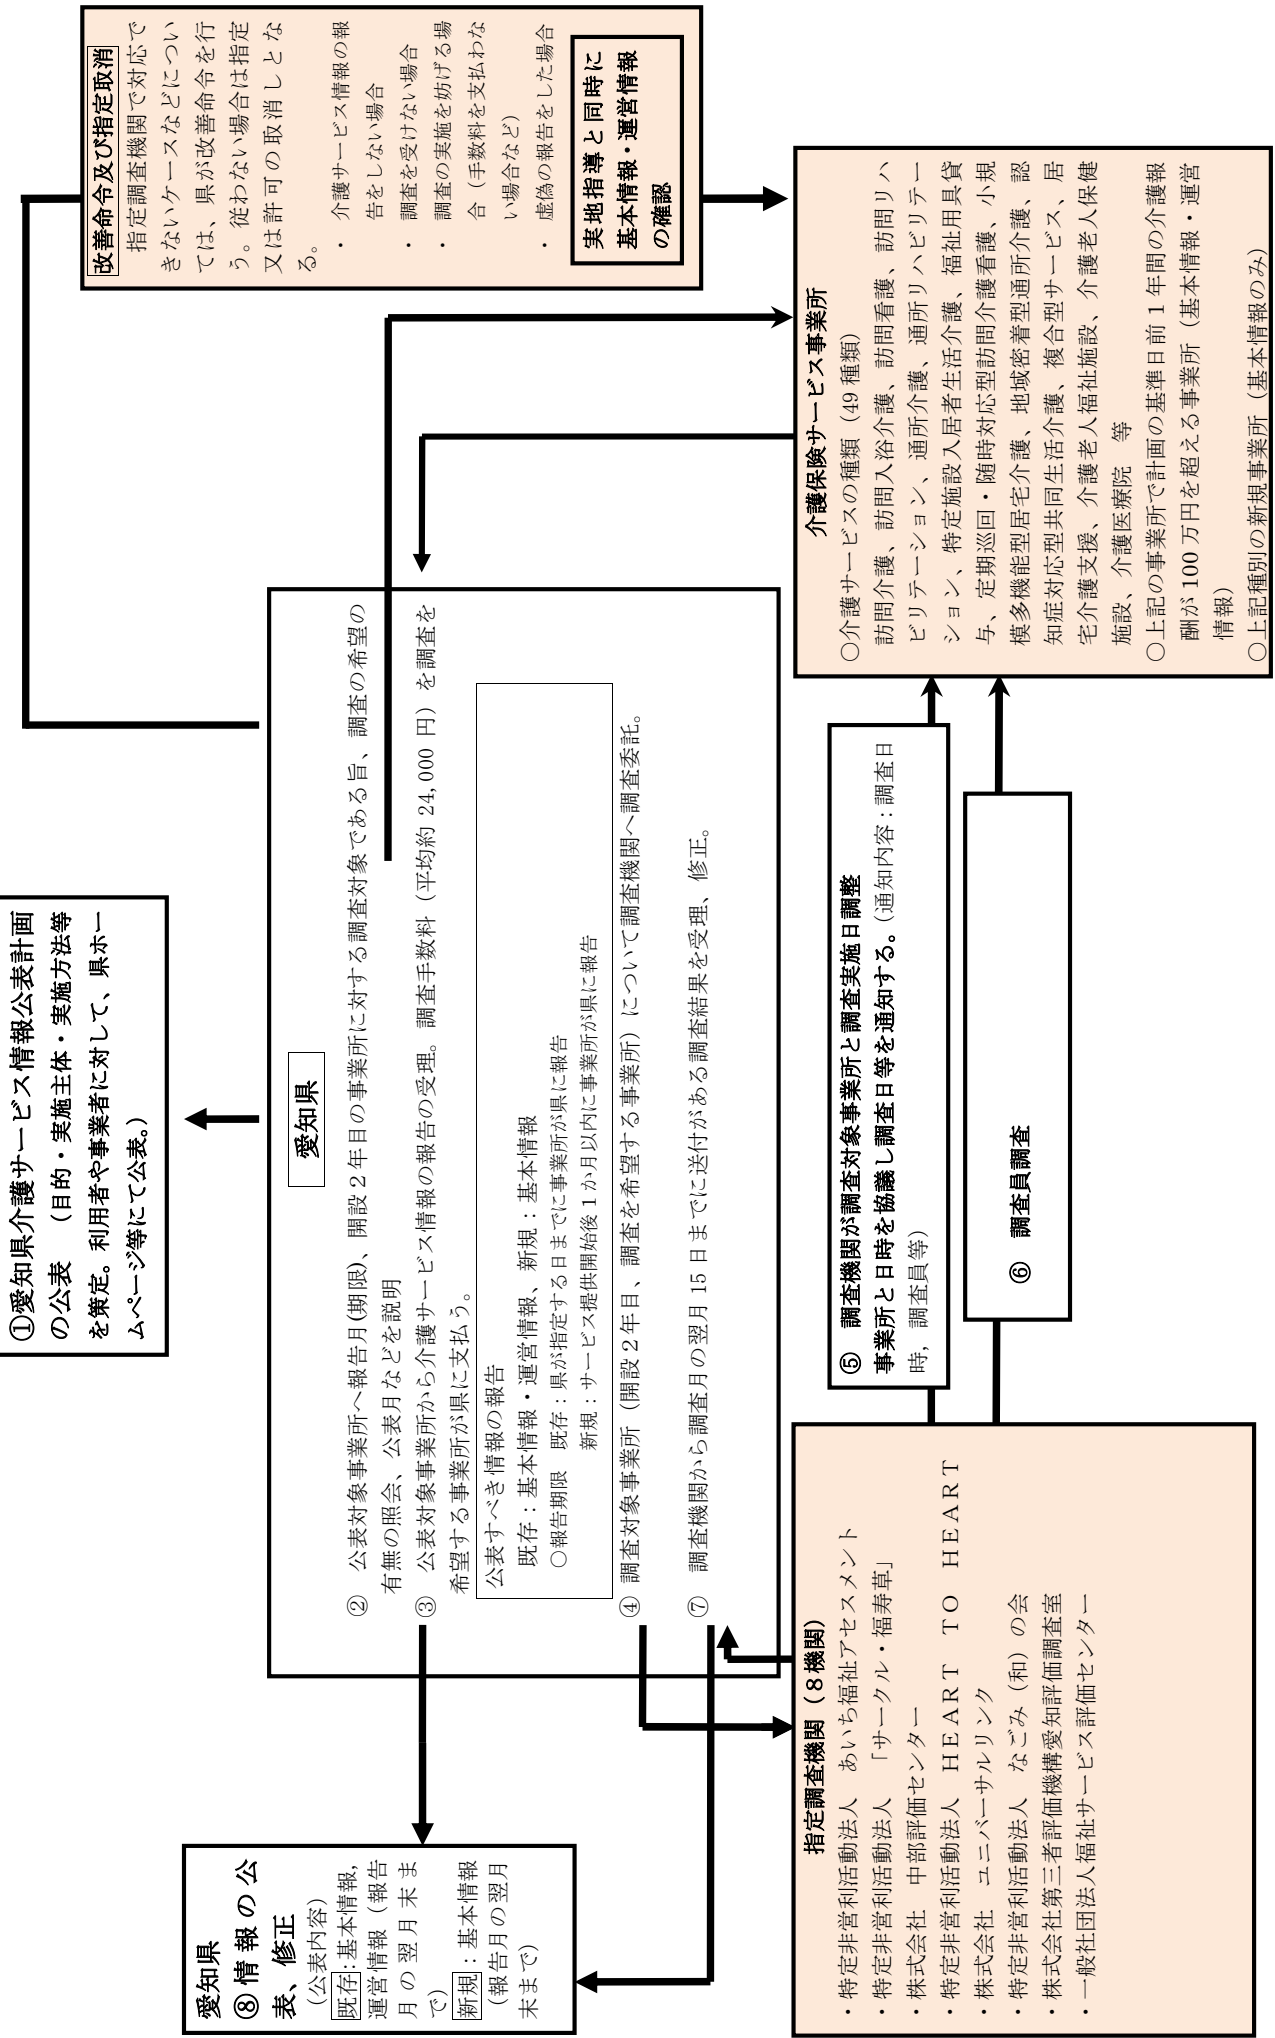 ①愛知県介護サービス情報公表計画
の公表　（目的・実施主体・実施方法等
を策定。利用者や事業者に対して、県ホー
ムページ等にて公表。）
愛知県
②　公表対象事業所へ報告月(期限)、開設２年目の事業所に対する調査対象である旨、調査の希望の
有無の照会、公表月などを説明
③　公表対象事業所から介護サービス情報の報告の受理。調査手数料（平均約 24,000 円）を調査を
希望する事業所が県に支払う。
公表すべき情報の報告
既存：基本情報・運営情報、新規：基本情報
○報告期限　既存：県が指定する日までに事業所が県に報告
新規：サービス提供開始後１か月以内に事業所が県に報告
④　調査対象事業所（開設２年目、調査を希望する事業所）について調査機関へ調査委託。
⑦　調査機関から調査月の翌月 15 日までに送付がある調査結果を受理、修正。
改善命令及び指定取消
指定調査機関で対応で
きないケースなどについ
ては、県が改善命令を行
う。従わない場合は指定
又は許可の取消しとな
る。
・　介護サービス情報の報
告をしない場合
・　調査を受けない場合
・　調査の実施を妨げる場
合（手数料を支払わな
い場合など）
・　虚偽の報告をした場合
実地指導と同時に
基本情報・運営情報
の確認
愛知県
⑧情報の公
表、修正
（公表内容）
既存：基本情報,
運営情報（報告
月の翌月末ま
で）
新規：基本情報
（報告月の翌月
末まで）
⑤　調査機関が調査対象事業所と調査実施日調整
事業所と日時を協議し調査日等を通知する。（通知内容：調査日
時，調査員等）
⑥　調査員調査
指定調査機関（８機関）
・特定非営利活動法人　あいち福祉アセスメント
・特定非営利活動法人　「サークル・福寿草」
・株式会社　中部評価センター
・特定非営利活動法人　ＨＥＡＲＴ　ＴＯ　ＨＥＡＲＴ
・株式会社　ユニバーサルリンク
・特定非営利活動法人　なごみ（和）の会
・株式会社第三者評価機構愛知評価調査室
・一般社団法人福祉サービス評価センター
介護保険サービス事業所
○介護サービスの種類（49 種類）
訪問介護、訪問入浴介護、訪問看護、訪問リハ
ビリテーション、通所介護、通所リハビリテー
ション、特定施設入居者生活介護、福祉用具貸
与、定期巡回・随時対応型訪問介護看護、小規
模多機能型居宅介護、地域密着型通所介護、認
知症対応型共同生活介護、複合型サービス、居
宅介護支援、介護老人福祉施設、介護老人保健
施設、介護医療院　等
○上記の事業所で計画の基準日前１年間の介護報
酬が 100 万円を超える事業所（基本情報・運営
情報）
○上記種別の新規事業所（基本情報のみ）